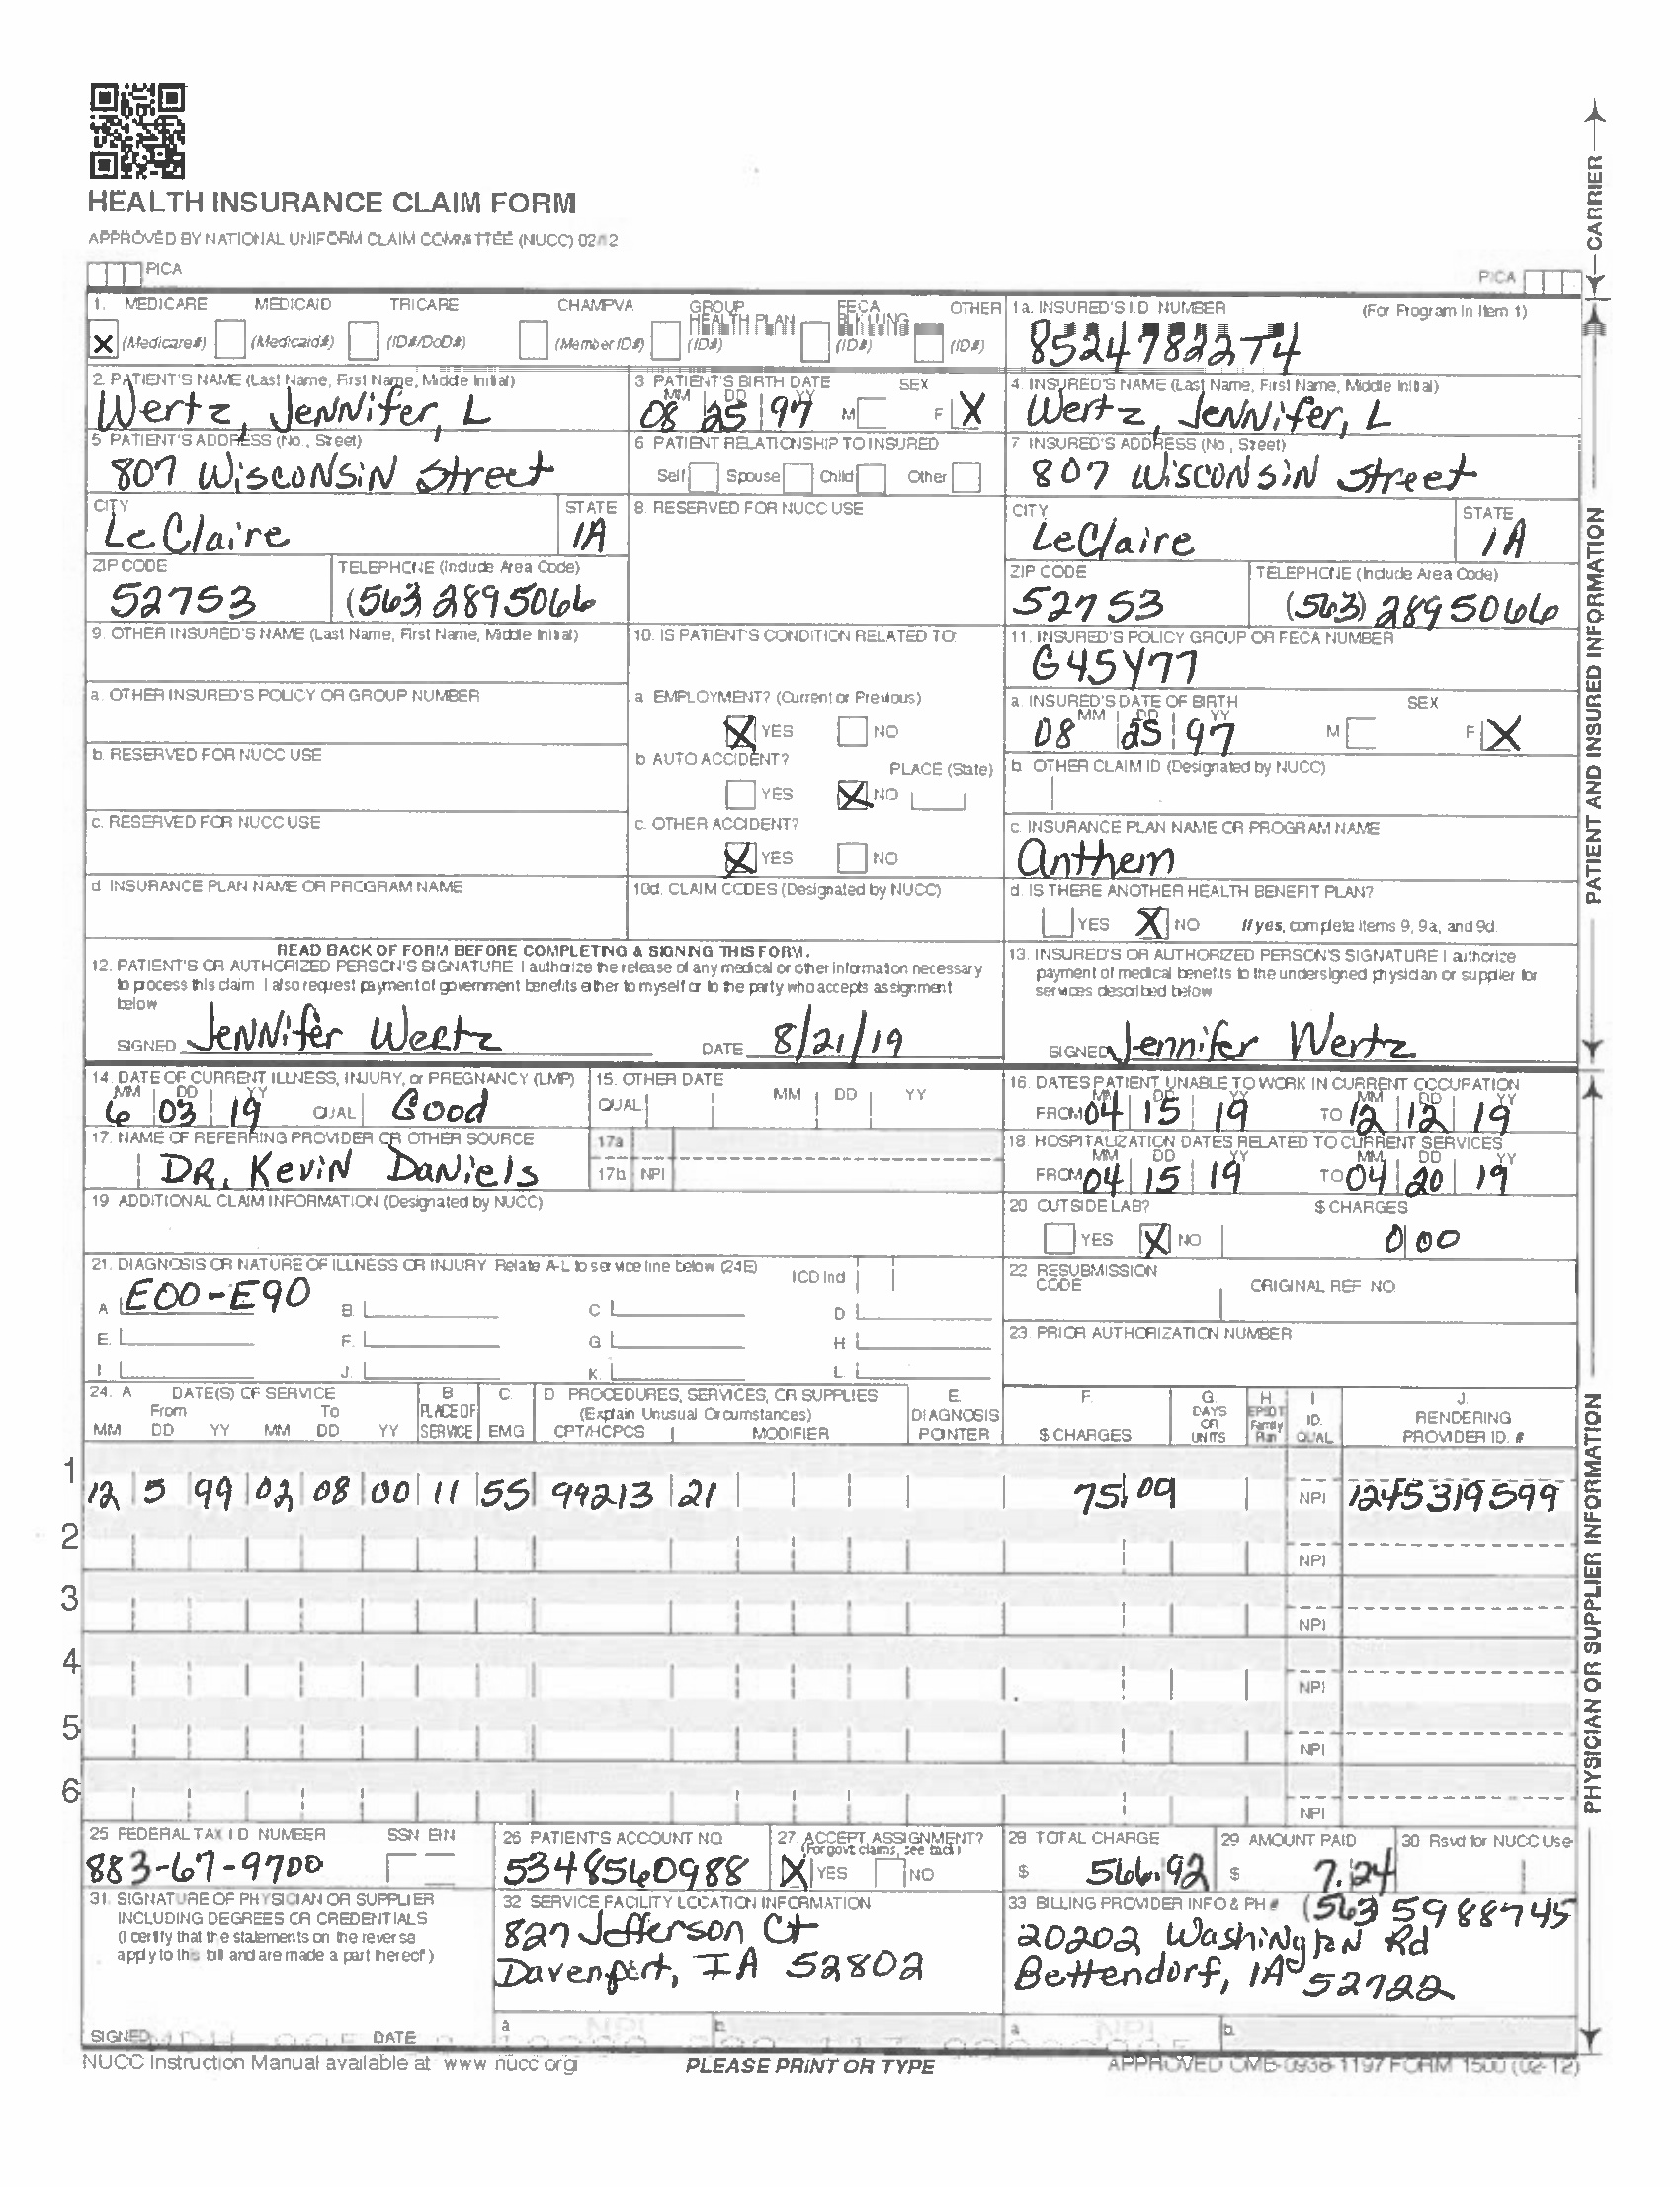 HEALTH INSURANCE CLAIM FORM
APPROVED BY NATIONAL UNIFORM CLAIM COMMITTEE (NUCC) 02/12
PICA
PICA
CARRIER
1. MEDICARE MEDICAID TRICARE CHAMPVA GROUP HEALTH PLAN FECA BLK LUNG OTHER
X (Medicare#) (Medicaid#) (ID#/DoD#) (Member ID#) (ID#) (ID#) (ID#)
1a. INSURED'S I.D. NUMBER (For Program in Item 1)
85247822T4
2. PATIENT'S NAME (Last Name, First Name, Middle Initial)
Wertz, Jennifer, L
3. PATIENT'S BIRTH DATE SEX
MM DD YY
08 25 97 M F X
4. INSURED'S NAME (Last Name, First Name, Middle Initial)
Wertz, Jennifer, L
5. PATIENT'S ADDRESS (No., Street)
807 Wisconsin Street
6. PATIENT RELATIONSHIP TO INSURED
Self Spouse Child Other
7. INSURED'S ADDRESS (No., Street)
807 Wisconsin Street
CITY STATE
LeClaire IA
8. RESERVED FOR NUCC USE
CITY STATE
LeClaire IA
ZIP CODE TELEPHONE (Include Area Code)
52753 (563) 2895066
ZIP CODE TELEPHONE (Include Area Code)
52753 (563) 2895066
9. OTHER INSURED'S NAME (Last Name, First Name, Middle Initial)
10. IS PATIENT'S CONDITION RELATED TO:
11. INSURED'S POLICY GROUP OR FECA NUMBER
G45Y77
a. OTHER INSURED'S POLICY OR GROUP NUMBER
a. EMPLOYMENT? (Current or Previous)
X YES NO
a. INSURED'S DATE OF BIRTH SEX
MM DD YY
08 25 97 M F X
b. RESERVED FOR NUCC USE
b. AUTO ACCIDENT? PLACE (State)
YES X NO
b. OTHER CLAIM ID (Designated by NUCC)
c. RESERVED FOR NUCC USE
c. OTHER ACCIDENT?
X YES NO
c. INSURANCE PLAN NAME OR PROGRAM NAME
Anthem
d. INSURANCE PLAN NAME OR PROGRAM NAME
10d. CLAIM CODES (Designated by NUCC)
d. IS THERE ANOTHER HEALTH BENEFIT PLAN?
YES X NO If yes, complete items 9, 9a, and 9d.
READ BACK OF FORM BEFORE COMPLETING & SIGNING THIS FORM.
12. PATIENT'S OR AUTHORIZED PERSON'S SIGNATURE I authorize the release of any medical or other information necessary
to process this claim. I also request payment of government benefits either to myself or to the party who accepts assignment
below.
SIGNED Jennifer Wertz DATE 8/21/19
13. INSURED'S OR AUTHORIZED PERSON'S SIGNATURE I authorize
payment of medical benefits to the undersigned physician or supplier for
services described below.
SIGNED Jennifer Wertz
PATIENT AND INSURED INFORMATION
14. DATE OF CURRENT ILLNESS, INJURY, or PREGNANCY (LMP)
MM DD YY
6 03 19 QUAL. Good
15. OTHER DATE
QUAL. MM DD YY
16. DATES PATIENT UNABLE TO WORK IN CURRENT OCCUPATION
MM DD YY MM DD YY
FROM 04 15 19 TO 12 12 19
17. NAME OF REFERRING PROVIDER OR OTHER SOURCE
DR. Kevin Daniels
17a.
17b. NPI
18. HOSPITALIZATION DATES RELATED TO CURRENT SERVICES
MM DD YY MM DD YY
FROM 04 15 19 TO 04 20 19
19. ADDITIONAL CLAIM INFORMATION (Designated by NUCC)
20. OUTSIDE LAB? $ CHARGES
YES X NO 0 00
21. DIAGNOSIS OR NATURE OF ILLNESS OR INJURY Relate A-L to service line below (24E) ICD Ind.
A. E00-E90 B. C. D.
E. F. G. H.
I. J. K. L.
22. RESUBMISSION
CODE ORIGINAL REF. NO.
23. PRIOR AUTHORIZATION NUMBER
24. A. DATE(S) OF SERVICE B. C. D. PROCEDURES, SERVICES, OR SUPPLIES E. F. G. H. I. J.
From To PLACE OF (Explain Unusual Circumstances) DIAGNOSIS DAYS OR UNITS EPSDT Family Plan ID. RENDERING
MM DD YY MM DD YY SERVICE EMG CPT/HCPCS MODIFIER POINTER $ CHARGES QUAL. PROVIDER ID. #
1
12 5 99 02 08 00 11 55 99213 21 75.09 NPI 1245319599
2
NPI
3
NPI
4
NPI
5
NPI
6
NPI
PHYSICIAN OR SUPPLIER INFORMATION
25. FEDERAL TAX I.D. NUMBER SSN EIN
883-67-9700
26. PATIENT'S ACCOUNT NO.
5348560988
27. ACCEPT ASSIGNMENT?
(For govt. claims, see back)
X YES NO
28. TOTAL CHARGE
$ 566.92
29. AMOUNT PAID
$ 7.24
30. Rsvd for NUCC Use
31. SIGNATURE OF PHYSICIAN OR SUPPLIER
INCLUDING DEGREES OR CREDENTIALS
(I certify that the statements on the reverse
apply to this bill and are made a part thereof.)
SIGNED DATE
32. SERVICE FACILITY LOCATION INFORMATION
827 Jefferson Ct
Davenport, IA 52802
a. NPI b.
33. BILLING PROVIDER INFO & PH # (563 5988745
20202 Washington Rd
Bettendorf, IA 52722
a. NPI b.
NUCC Instruction Manual available at: www.nucc.org
PLEASE PRINT OR TYPE
APPROVED OMB-0938-1197 FORM 1500 (02-12)